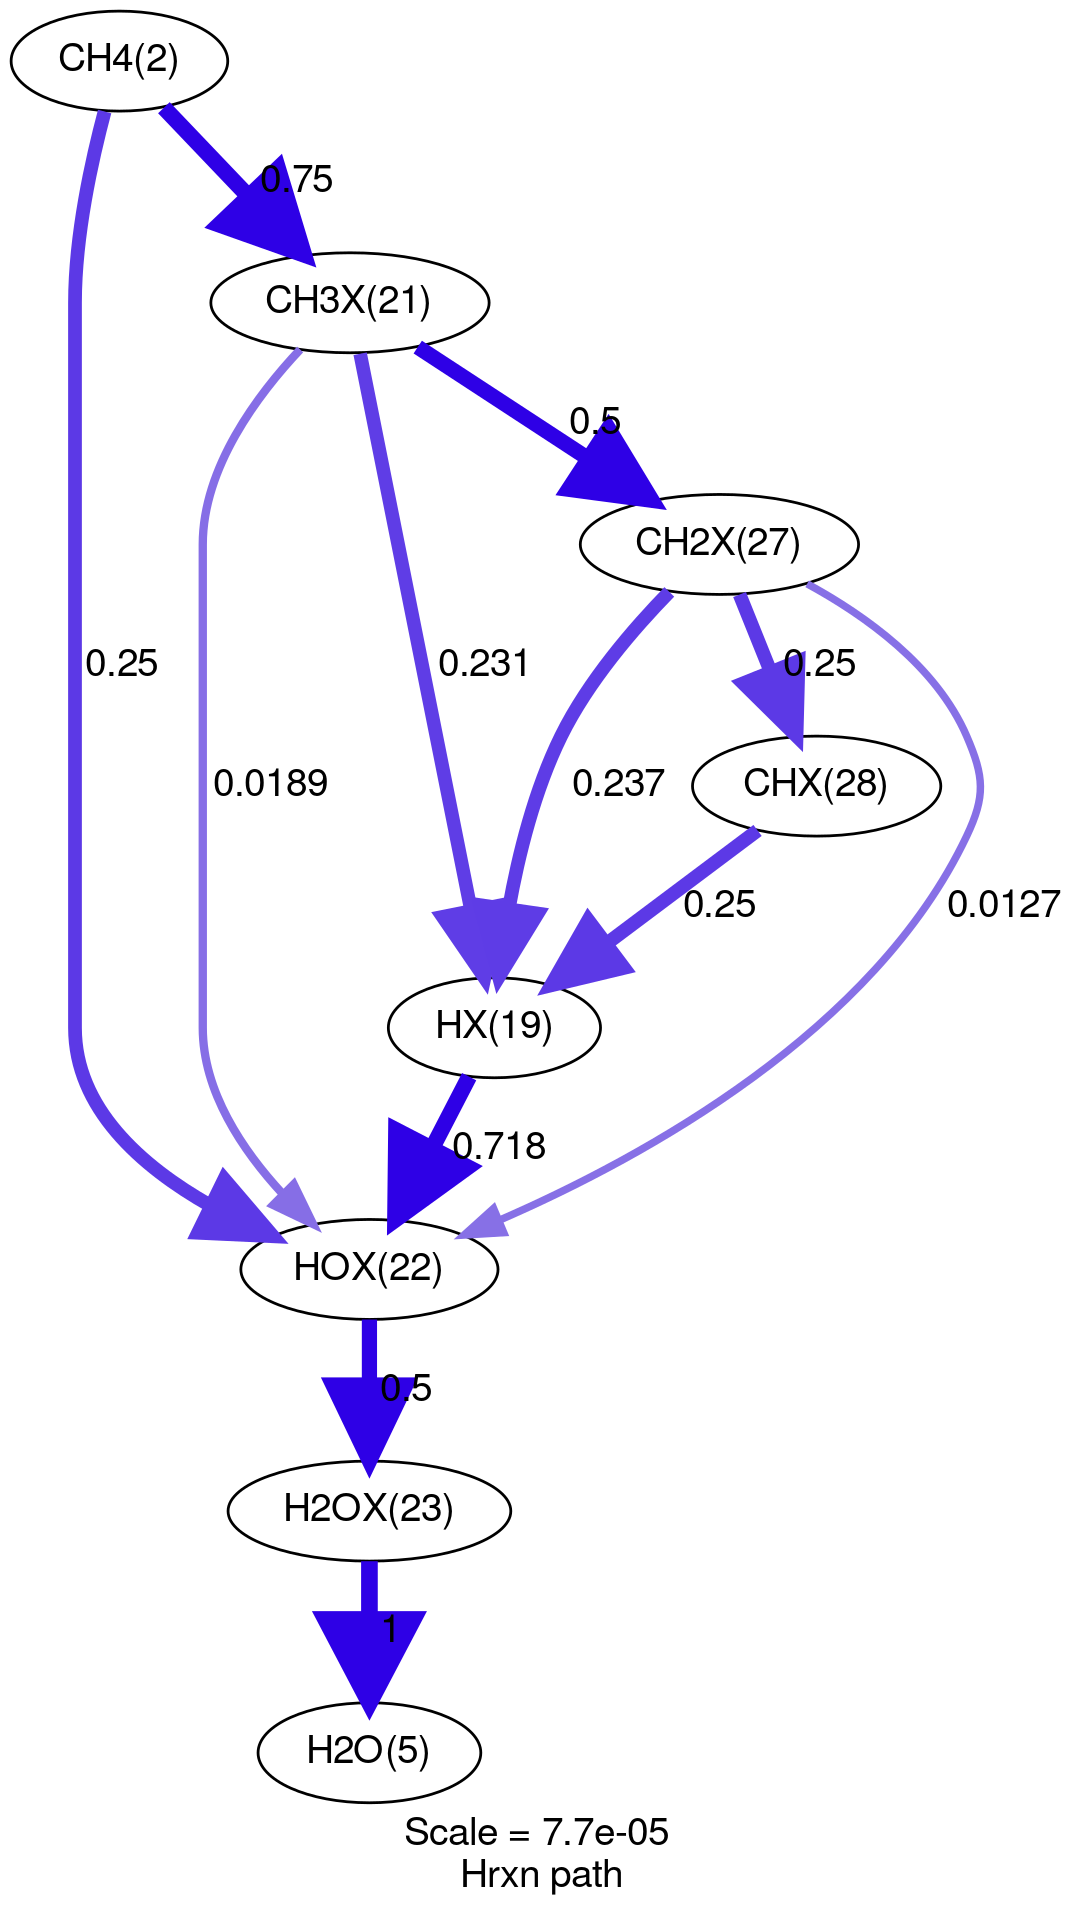 CH4(2)
0.75
CH3X(21)
0.5
CH2X(27)
0.25
0.231
0.25
0.0189
0.237
CHX(28)
0.25
0.0127
HX(19)
0.718
HOX(22)
0.5
H2OX(23)
1
H2O(5)
Scale = 7.7e-05
Hrxn path